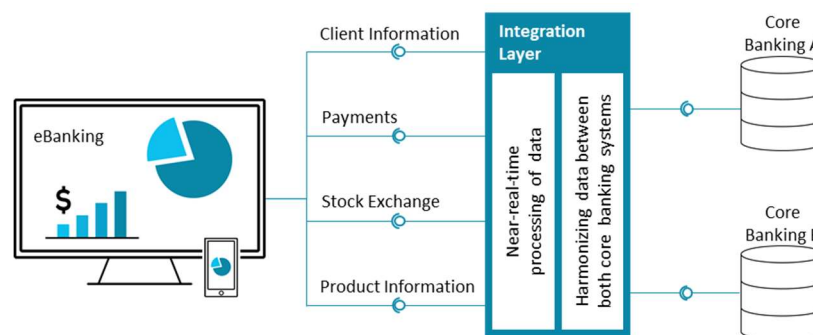 eBanking
$
Client Information
Payments
Stock Exchange
Product Information
Integration
Layer
Near-real-time
processing of data
Harmonizing data between
both core banking systems
Core
Banking A
Core
Banking